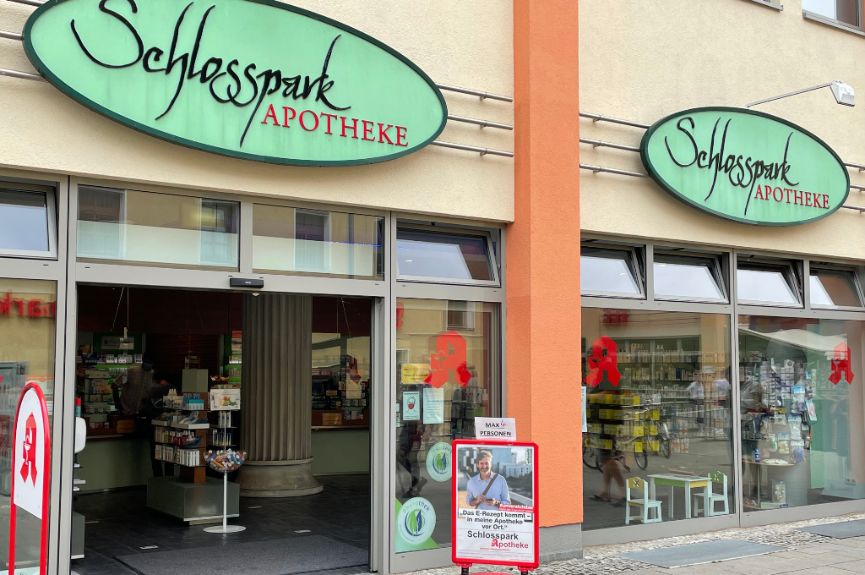 Schlosspark
APOTHEKE
Schlosspark
APOTHEKE
MAX
PERSONEN
„Das E-Rezept kommt –
in meine Apotheke
vor Ort.“
Schlosspark
Apotheke